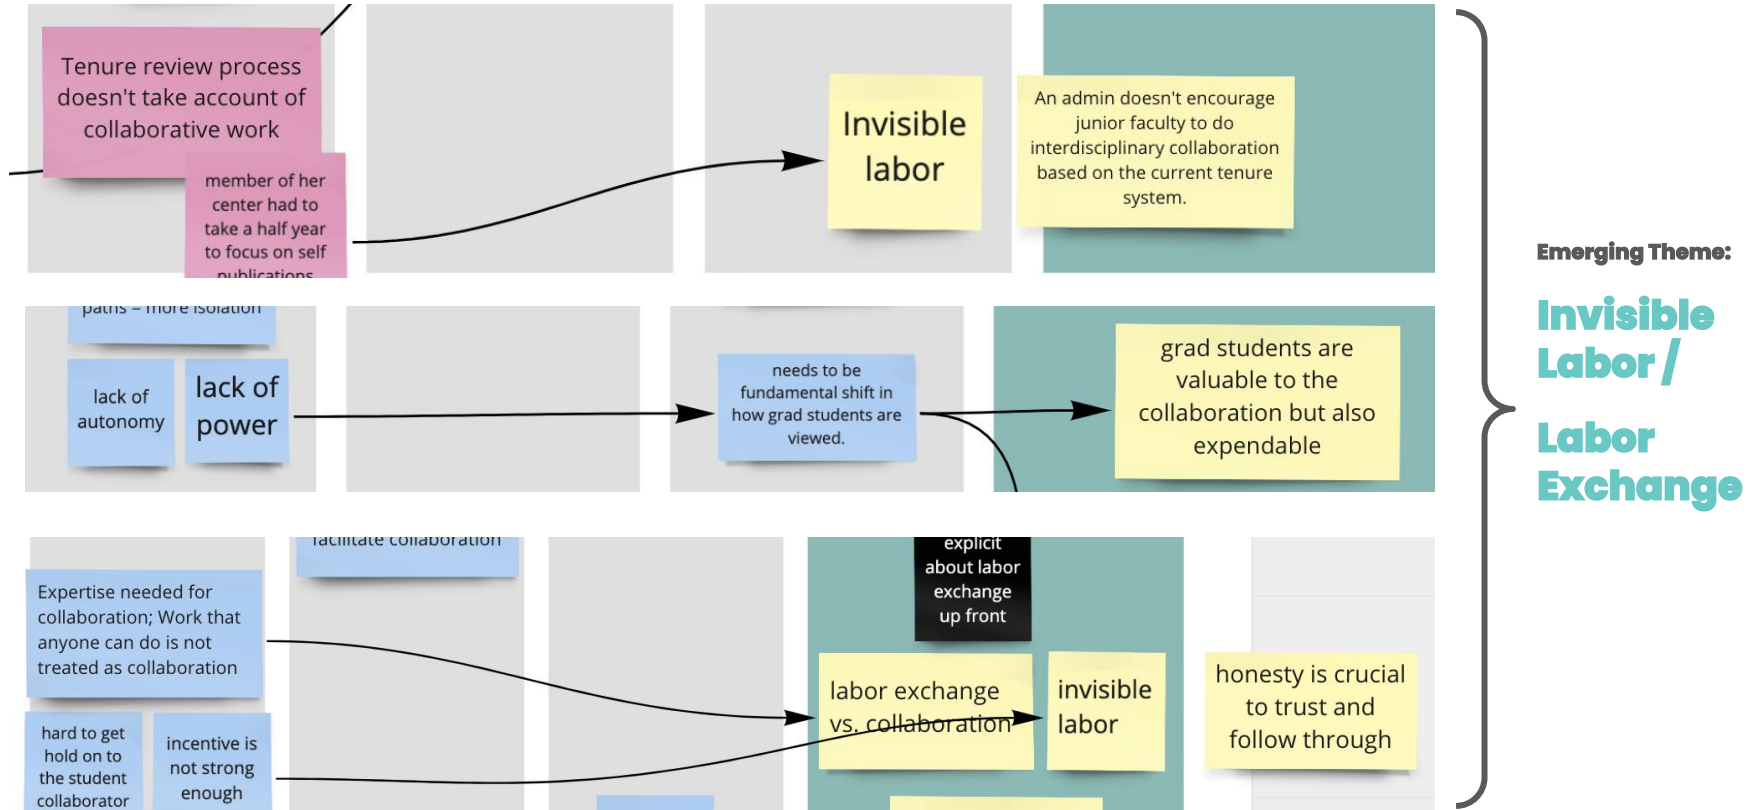 Tenure review process
doesn't take account of
collaborative work
member of her
center had to
take a half year
to focus on self
publications
Invisible
labor
An admin doesn't encourage
junior faculty to do
interdisciplinary collaboration
based on the current tenure
system.
paths – more isolation
lack of
autonomy
lack of
power
needs to be
fundamental shift in
how grad students are
viewed.
grad students are
valuable to the
collaboration but also
expendable
Expertise needed for
collaboration; Work that
anyone can do is not
treated as collaboration
hard to get
hold on to
the student
collaborator
incentive is
not strong
enough
facilitate collaboration
explicit
about labor
exchange
up front
labor exchange
vs. collaboration
invisible
labor
honesty is crucial
to trust and
follow through
Emerging Theme:
Invisible
Labor /
Labor
Exchange